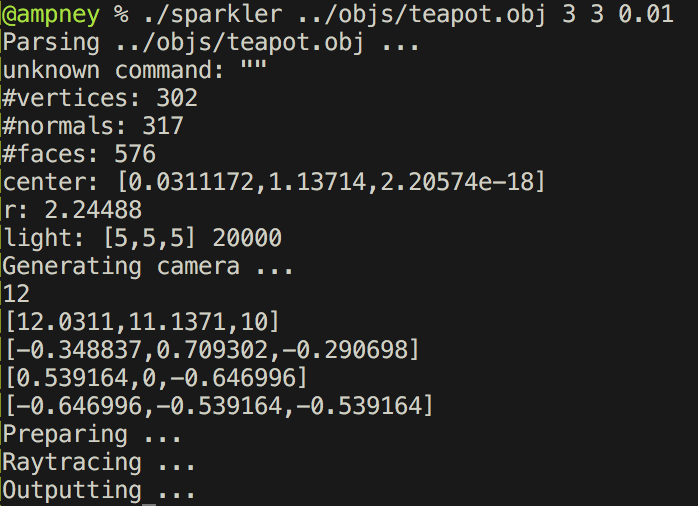 @ampney % ./sparkler ../objs/teapot.obj 3 3 0.01
Parsing ../objs/teapot.obj ...
unknown command: ""
#vertices: 302
#normals: 317
#faces: 576
center: [0.0311172,1.13714,2.20574e-18]
r: 2.24488
light: [5,5,5] 20000
Generating camera ...
12
[12.0311,11.1371,10]
[-0.348837,0.709302,-0.290698]
[0.539164,0,-0.646996]
[-0.646996,-0.539164,-0.539164]
Preparing ...
Raytracing ...
Outputting ...